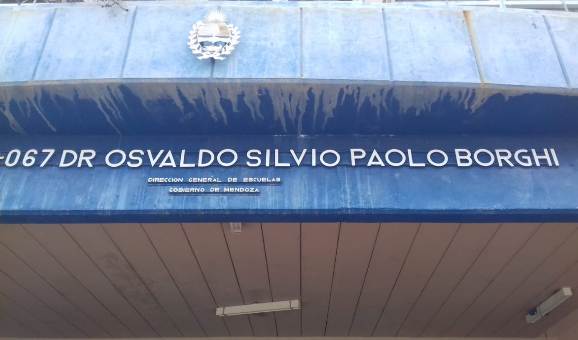 -067 DR OSVALDO SILVIO PAOLO BORGHI
DIRECCION GENERAL DE ESCUELAS
GOBIERNO DE MENDOZA